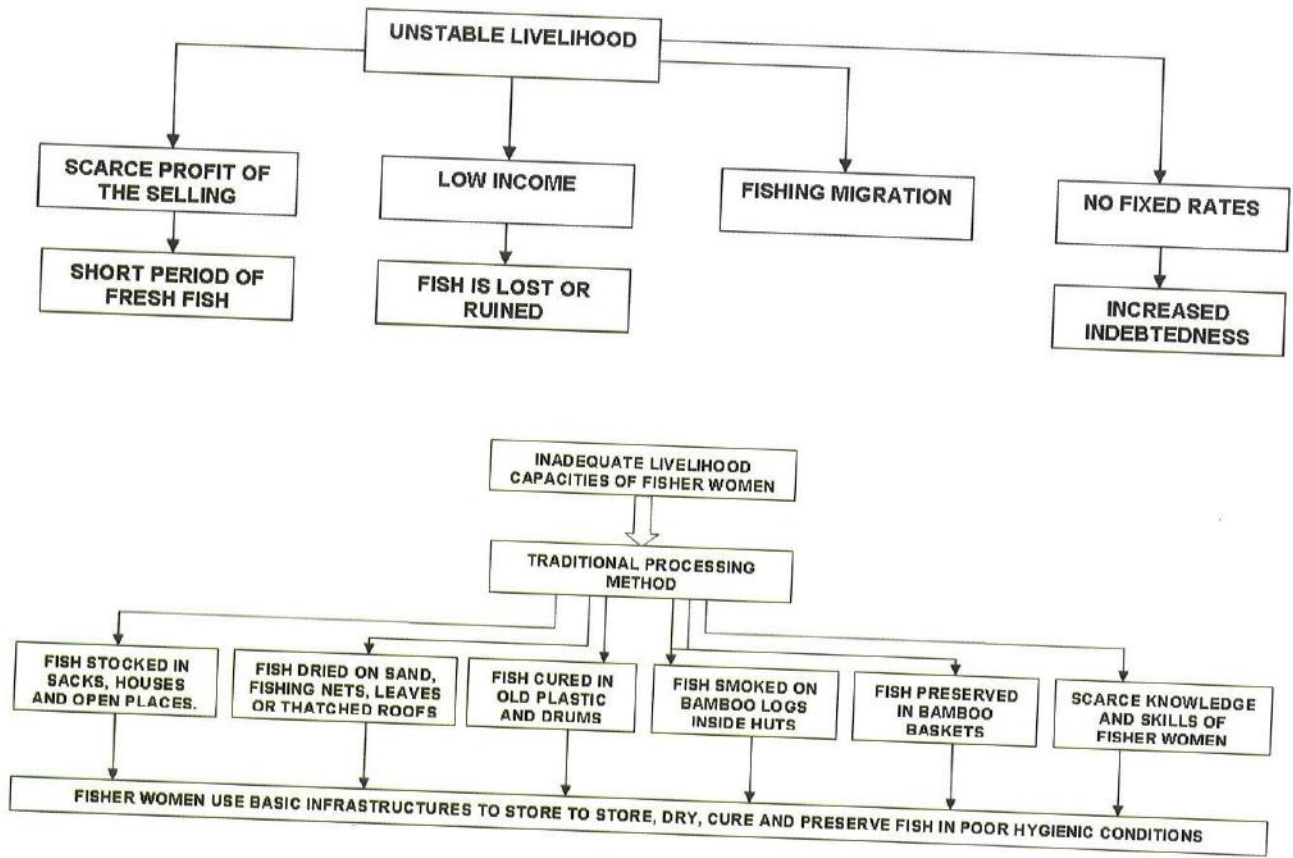 UNSTABLE LIVELIHOOD
SCARCE PROFIT OF
THE SELLING
LOW INCOME
FISHING MIGRATION
NO FIXED RATES
SHORT PERIOD OF
FRESH FISH
FISH IS LOST OR
RUINED
INCREASED
INDEBTEDNESS
INADEQUATE LIVELIHOOD
CAPACITIES OF FISHER WOMEN
TRADITIONAL PROCESSING
METHOD
FISH STOCKED IN
SACKS, HOUSES
AND OPEN PLACES.
FISH DRIED ON SAND,
FISHING NETS, LEAVES
OR THATCHED ROOFS
FISH CURED IN
OLD PLASTIC
AND DRUMS
FISH SMOKED ON
BAMBOO LOGS
INSIDE HUTS
FISH PRESERVED
IN BAMBOO
BASKETS
SCARCE KNOWLEDGE
AND SKILLS OF
FISHER WOMEN
FISHER WOMEN USE BASIC INFRASTRUCTURES TO STORE TO STORE, DRY, CURE AND PRESERVE FISH IN POOR HYGIENIC CONDITIONS